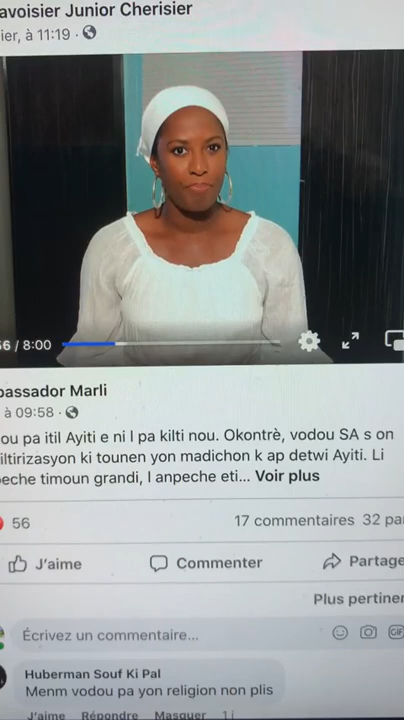 avoisier Junior Cherisier
ier, à 11:19 ·
56 / 8:00
bassador Marli
à 09:58 ·
ou pa itil Ayiti e ni l pa kilti nou. Okontrè, vodou SA s on
iltirizasyon ki tounen yon madichon k ap detwi Ayiti. Li
eche timoun grandi, l anpeche eti... Voir plus
56 17 commentaires 32 par
J'aime Commenter Partage
Plus pertinen
Écrivez un commentaire...
GIF
Huberman Souf Ki Pal
Menm vodou pa yon religion non plis
J'aime Répondre Masquer 1 j